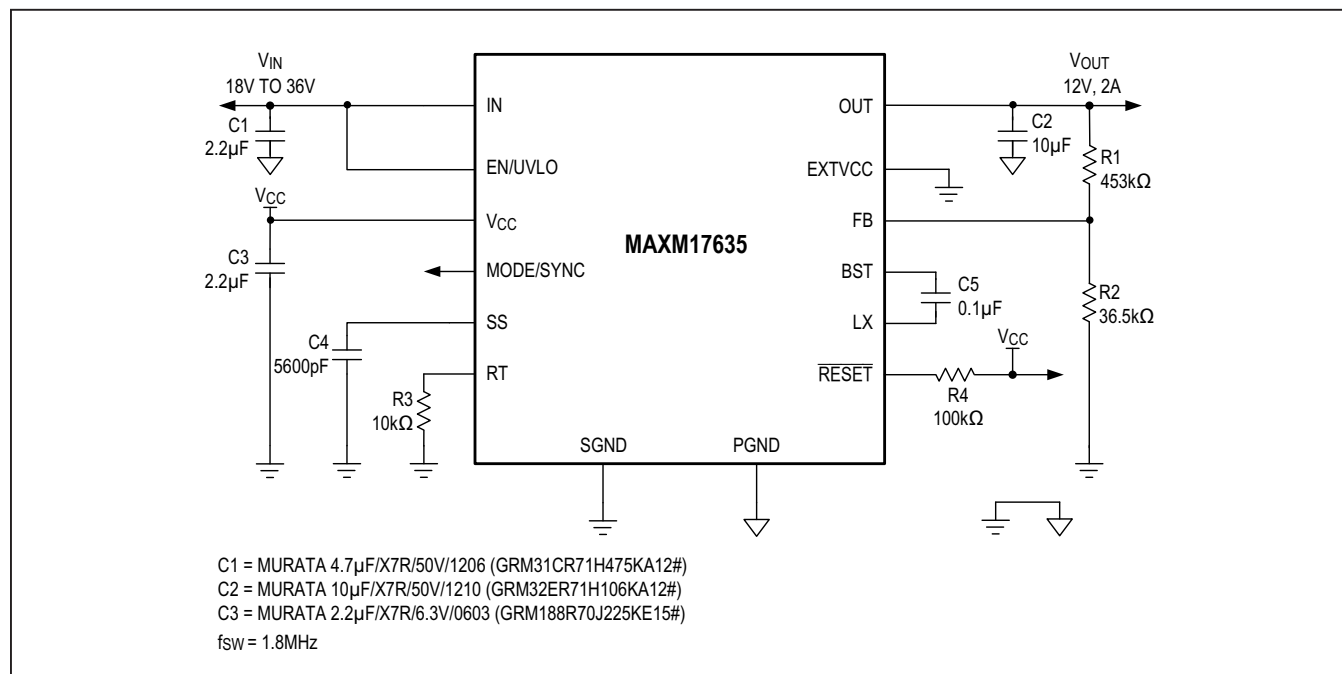 VIN
18V TO 36V
C1
2.2µF
VCC
C3
2.2µF
C4
5600pF
R3
10kΩ
IN
EN/UVLO
VCC
MODE/SYNC
SS
RT
MAXM17635
SGND
PGND
OUT
EXTVCC
FB
BST
LX
RESET
VOUT
12V, 2A
C2
10µF
R1
453kΩ
C5
0.1µF
R2
36.5kΩ
VCC
R4
100kΩ
C1 = MURATA 4.7µF/X7R/50V/1206 (GRM31CR71H475KA12#)
C2 = MURATA 10µF/X7R/50V/1210 (GRM32ER71H106KA12#)
C3 = MURATA 2.2µF/X7R/6.3V/0603 (GRM188R70J225KE15#)
fSW = 1.8MHz